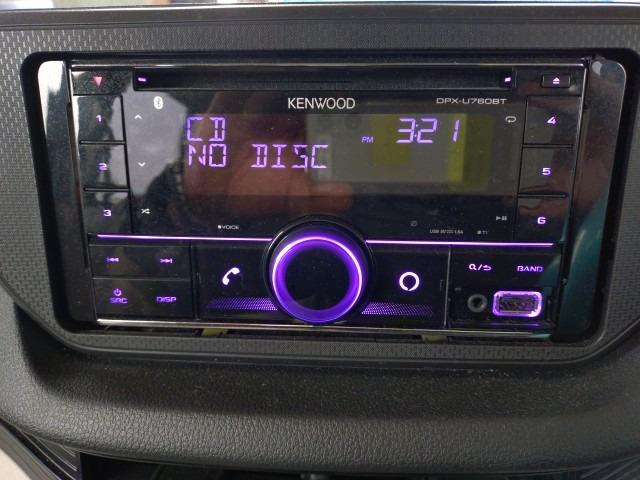 KENWOOD DPX-U760BT
1
CD PM 3:21
4
NO DISC
2
5
3
6
VOICE
USB 5V 1.5A
SRC DISP
BAND